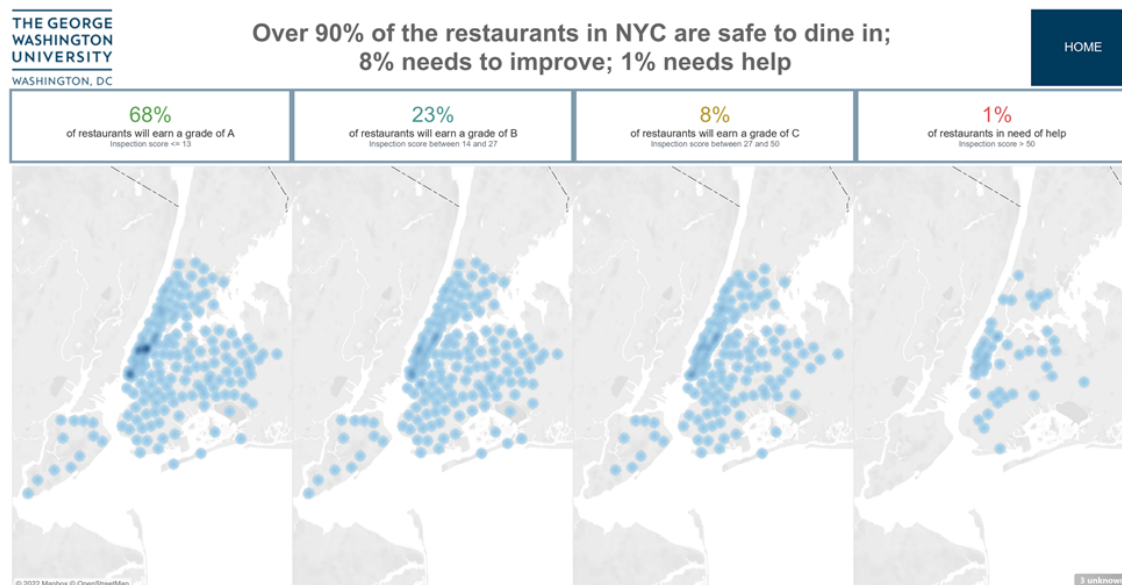 THE GEORGE
WASHINGTON
UNIVERSITY
WASHINGTON, DC
Over 90% of the restaurants in NYC are safe to dine in;
8% needs to improve; 1% needs help
HOME
68%
of restaurants will earn a grade of A
Inspection score <= 13
23%
of restaurants will earn a grade of B
Inspection score between 14 and 27
8%
of restaurants will earn a grade of C
Inspection score between 27 and 50
1%
of restaurants in need of help
Inspection score > 50
© 2022 Mapbox © OpenStreetMap
3 unknown